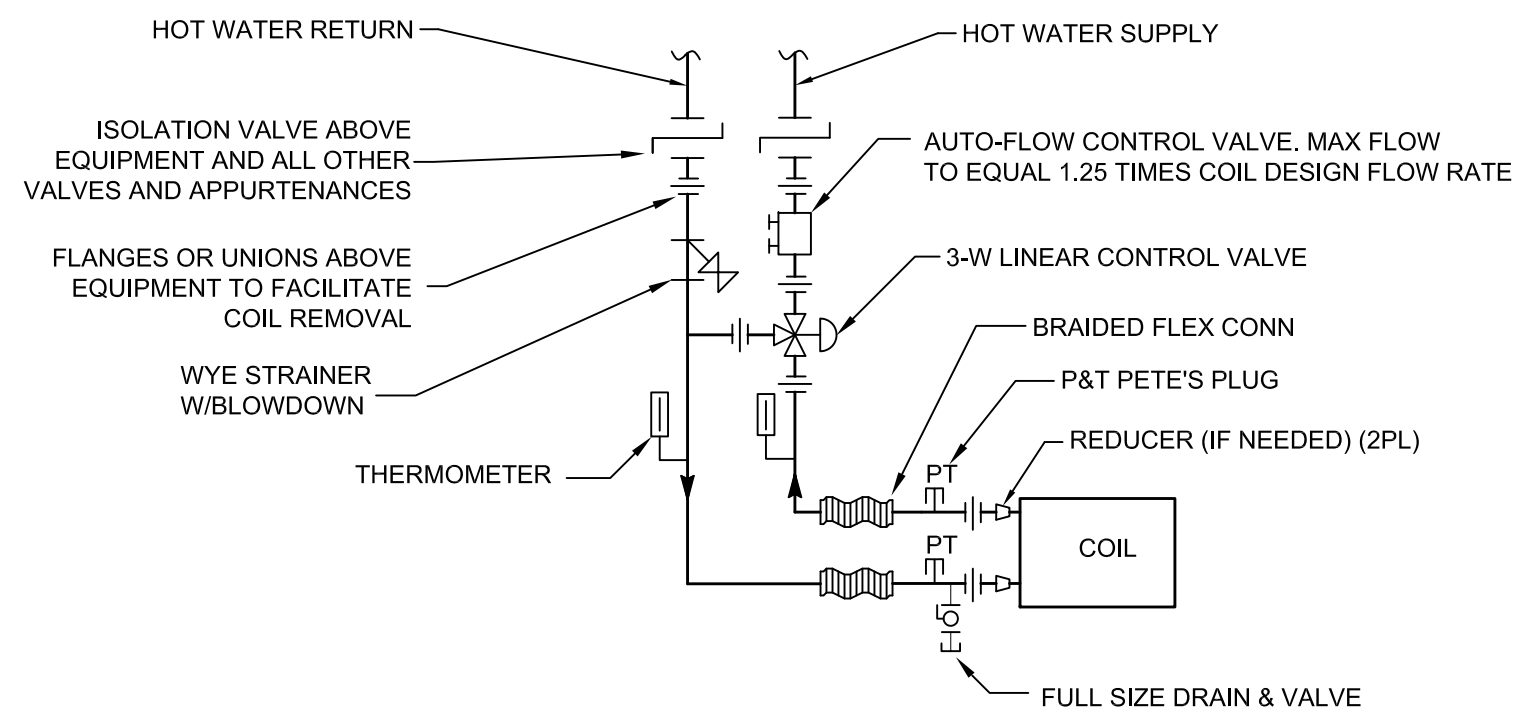 HOT WATER RETURN
HOT WATER SUPPLY
ISOLATION VALVE ABOVE
EQUIPMENT AND ALL OTHER
VALVES AND APPURTENANCES
AUTO-FLOW CONTROL VALVE. MAX FLOW
TO EQUAL 1.25 TIMES COIL DESIGN FLOW RATE
FLANGES OR UNIONS ABOVE
EQUIPMENT TO FACILITATE
COIL REMOVAL
3-W LINEAR CONTROL VALVE
BRAIDED FLEX CONN
WYE STRAINER
W/BLOWDOWN
P&T PETE'S PLUG
REDUCER (IF NEEDED) (2PL)
THERMOMETER
PT
PT
COIL
FULL SIZE DRAIN & VALVE